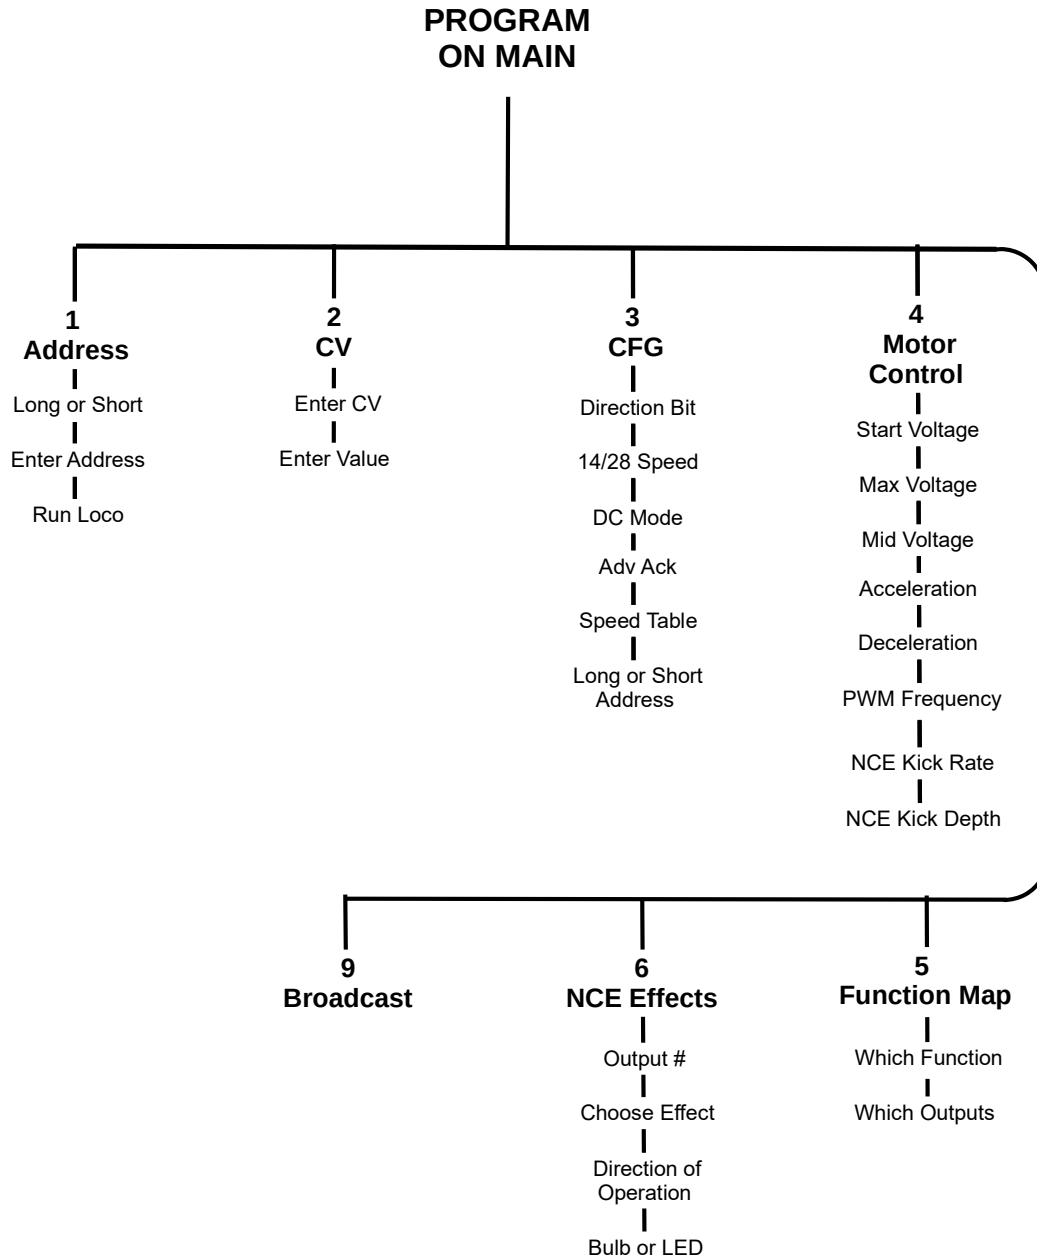 PROGRAM
ON MAIN
1
Address
Long or Short
Enter Address
Run Loco
2
CV
Enter CV
Enter Value
3
CFG
Direction Bit
14/28 Speed
DC Mode
Adv Ack
Speed Table
Long or Short
Address
4
Motor
Control
Start Voltage
Max Voltage
Mid Voltage
Acceleration
Deceleration
PWM Frequency
NCE Kick Rate
NCE Kick Depth
9
Broadcast
6
NCE Effects
Output #
Choose Effect
Direction of
Operation
Bulb or LED
5
Function Map
Which Function
Which Outputs